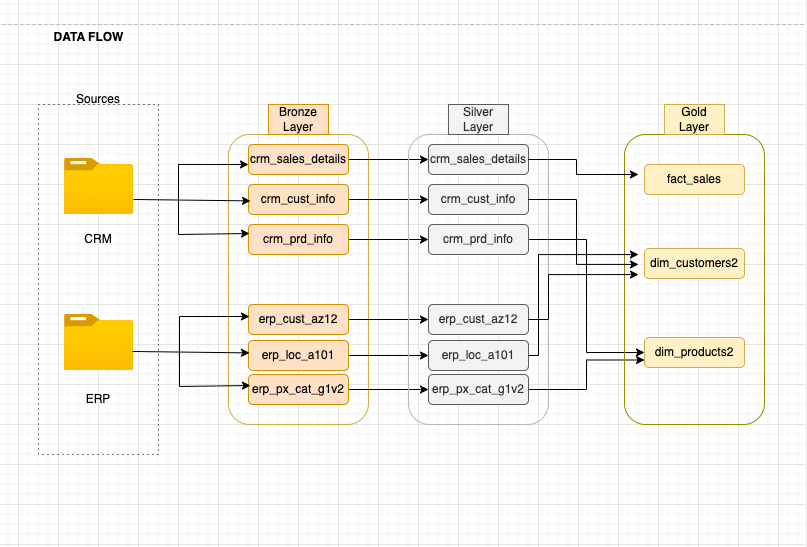 DATA FLOW
Sources
CRM
ERP
Bronze
Layer
crm_sales_details
crm_cust_info
crm_prd_info
erp_cust_az12
erp_loc_a101
erp_px_cat_g1v2
Silver
Layer
crm_sales_details
crm_cust_info
crm_prd_info
erp_cust_az12
erp_loc_a101
erp_px_cat_g1v2
Gold
Layer
fact_sales
dim_customers2
dim_products2